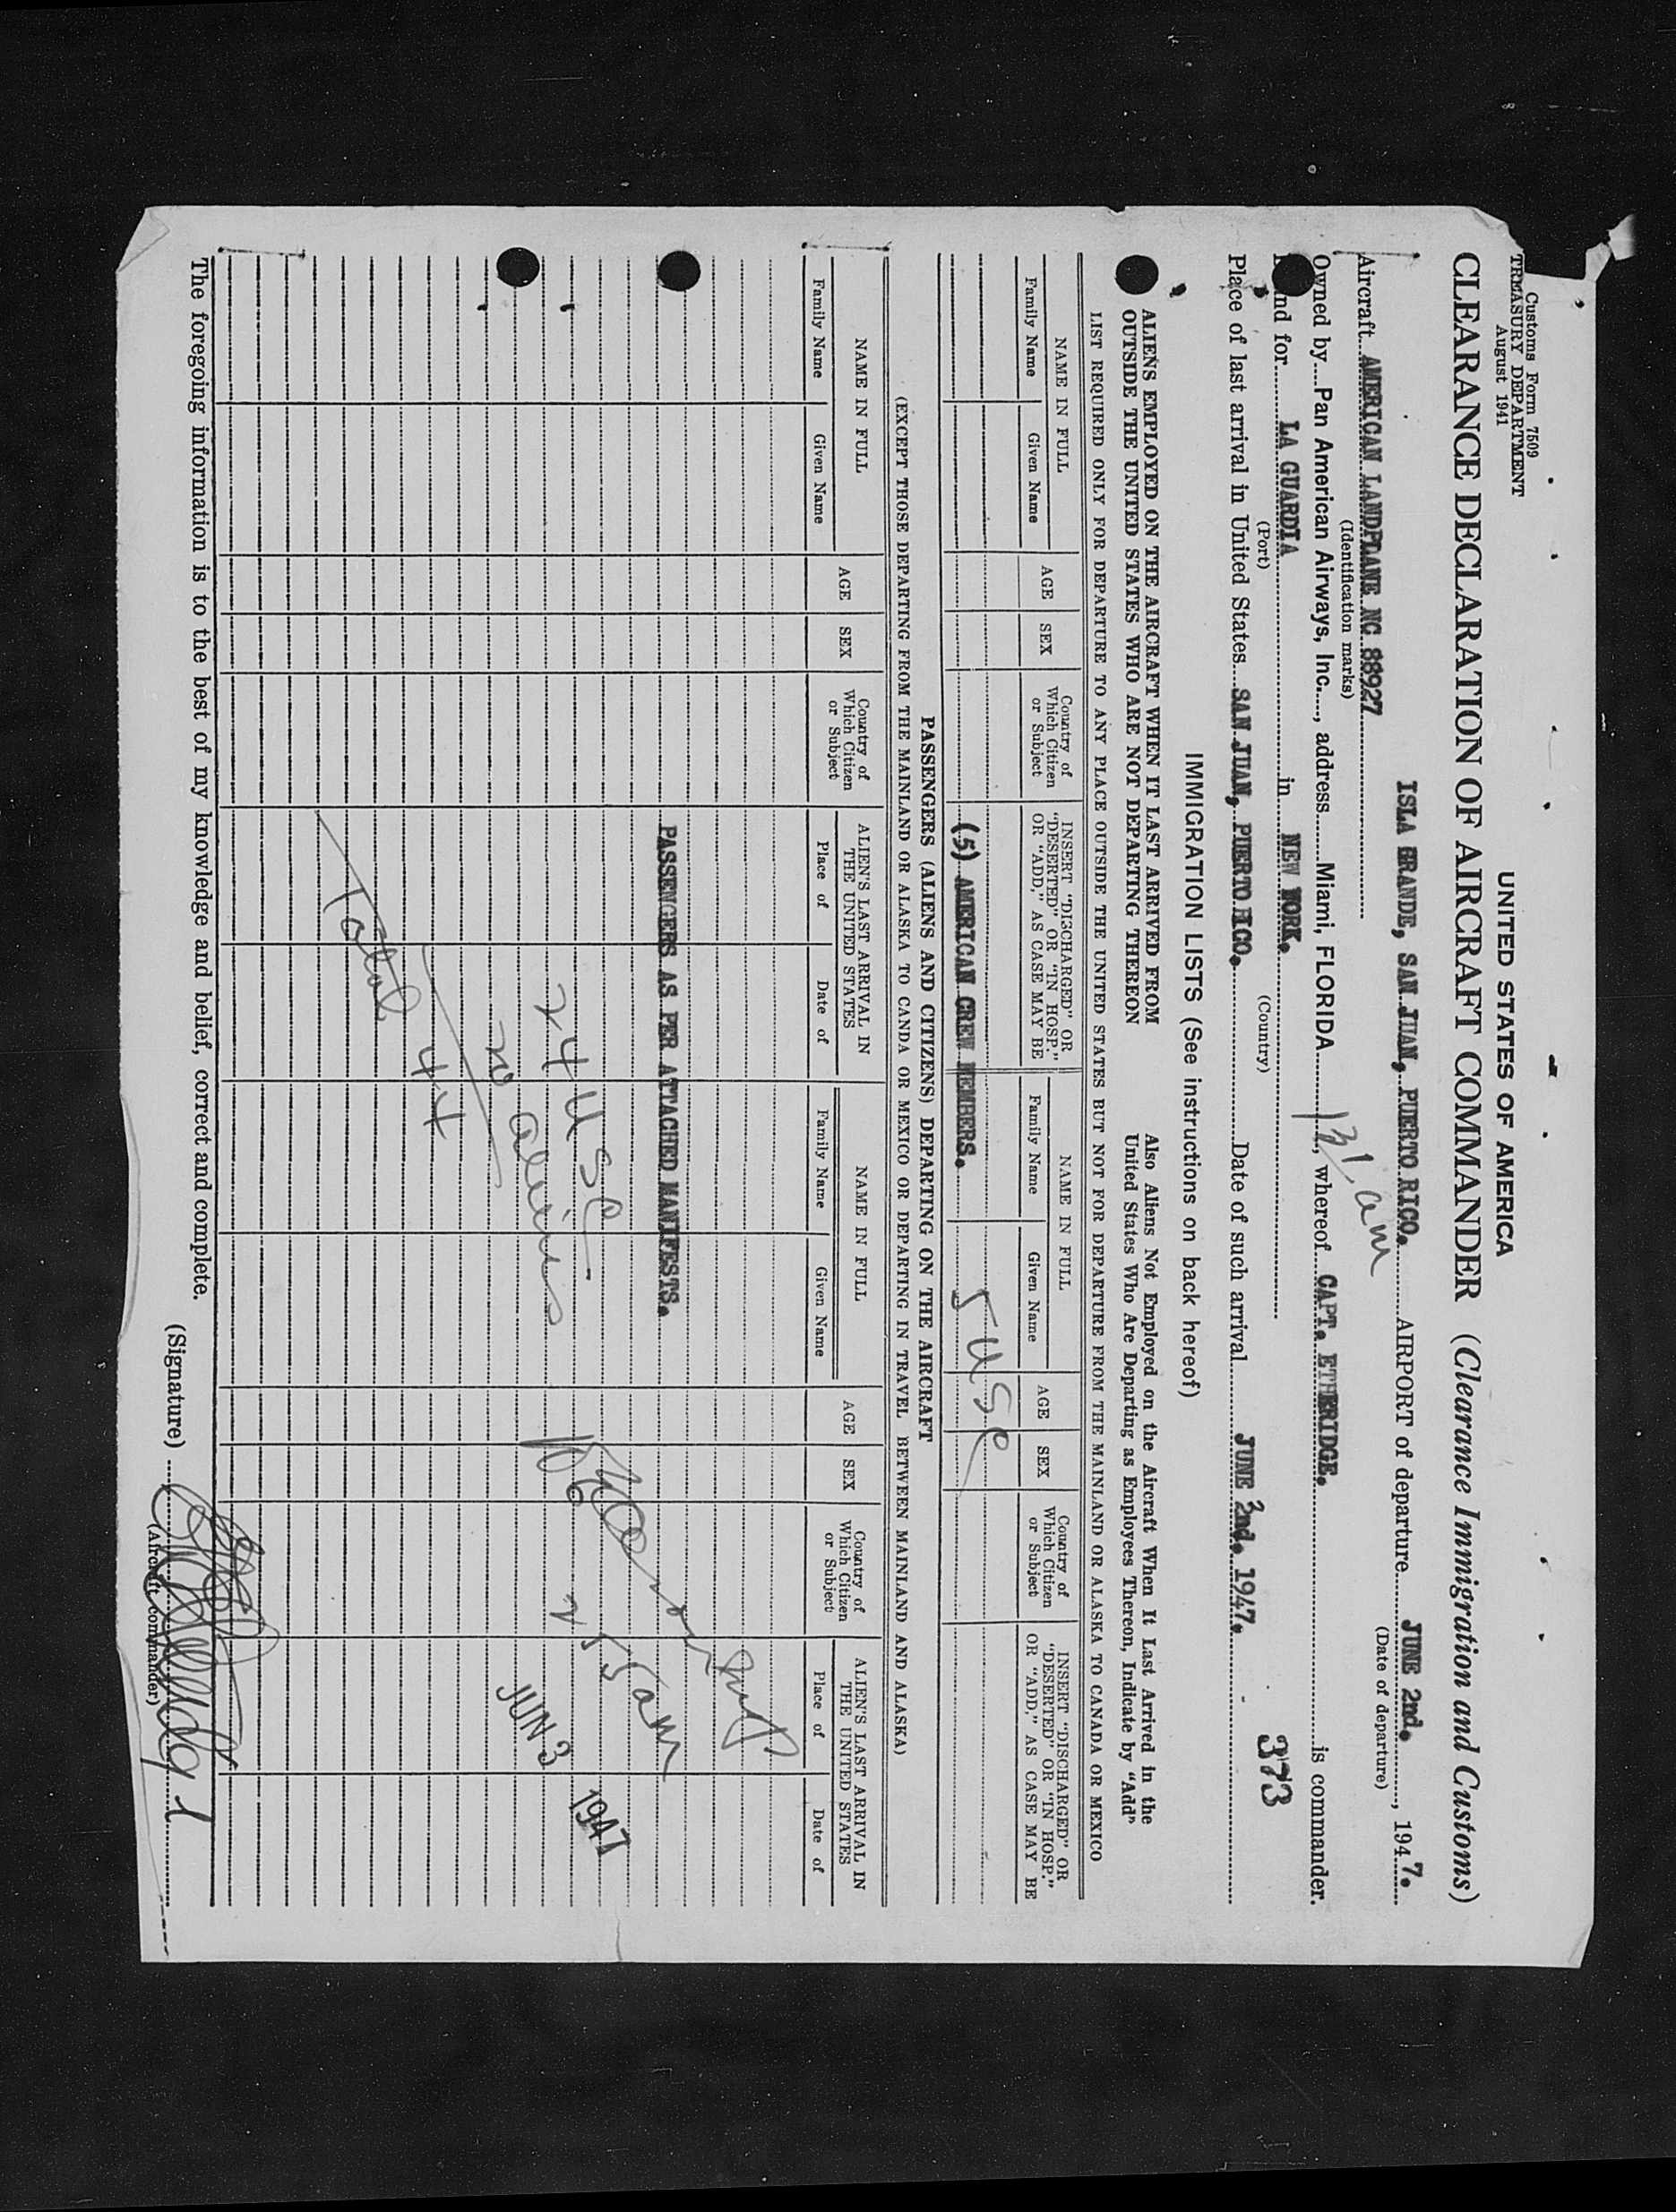 Customs Form 7509
TREASURY DEPARTMENT
August 1941
UNITED STATES OF AMERICA
CLEARANCE DECLARATION OF AIRCRAFT COMMANDER (Clearance Immigration and Customs)
ISLA GRANDE, SAN JUAN, PUERTO RICO. AIRPORT of departure JUNE 2nd. , 1947.
(Date of departure)
Aircraft AMERICAN LANDPLANE NC 88927
(Identification marks)
Owned by Pan American Airways, Inc. , address Miami, FLORIDA , whereof CAPT. ETHERIDGE. is commander.
nd for LA GUARDIA in NEW YORK.
(Port) (Country)
373
Place of last arrival in United States SAN JUAN, PUERTO RICO. Date of such arrival JUNE 2nd. 1947.
IMMIGRATION LISTS (See instructions on back hereof)
ALIENS EMPLOYED ON THE AIRCRAFT WHEN IT LAST ARRIVED FROM
OUTSIDE THE UNITED STATES WHO ARE NOT DEPARTING THEREON
Also Aliens Not Employed on the Aircraft When It Last Arrived in the
United States Who Are Departing as Employees Thereon, Indicate by "Add"
LIST REQUIRED ONLY FOR DEPARTURE TO ANY PLACE OUTSIDE THE UNITED STATES BUT NOT FOR DEPARTURE FROM THE MAINLAND OR ALASKA TO CANADA OR MEXICO
NAME IN FULL
Family Name Given Name
AGE
SEX
Country of
Which Citizen
or Subject
INSERT "DISCHARGED" OR
"DESERTED" OR "IN HOSP."
OR "ADD," AS CASE MAY BE
NAME IN FULL
Family Name Given Name
AGE
SEX
Country of
Which Citizen
or Subject
INSERT "DISCHARGED" OR
"DESERTED" OR "IN HOSP."
OR "ADD," AS CASE MAY BE
(5) AMERICAN CREW MEMBERS. 5 USC
PASSENGERS (ALIENS AND CITIZENS) DEPARTING ON THE AIRCRAFT
(EXCEPT THOSE DEPARTING FROM THE MAINLAND OR ALASKA TO CANDA OR MEXICO OR DEPARTING IN TRAVEL BETWEEN MAINLAND AND ALASKA)
NAME IN FULL
Family Name Given Name
AGE
SEX
Country of
Which Citizen
or Subject
ALIEN'S LAST ARRIVAL IN
THE UNITED STATES
Place of Date of
NAME IN FULL
Family Name Given Name
AGE
SEX
Country of
Which Citizen
or Subject
ALIEN'S LAST ARRIVAL IN
THE UNITED STATES
Place of Date of
PASSENGERS AS PER ATTACHED MANIFESTS.
24 USC
20 aliens
Total 44
JUN 3 1947
The foregoing information is to the best of my knowledge and belief, correct and complete.
(Signature)
(Aircraft commander)